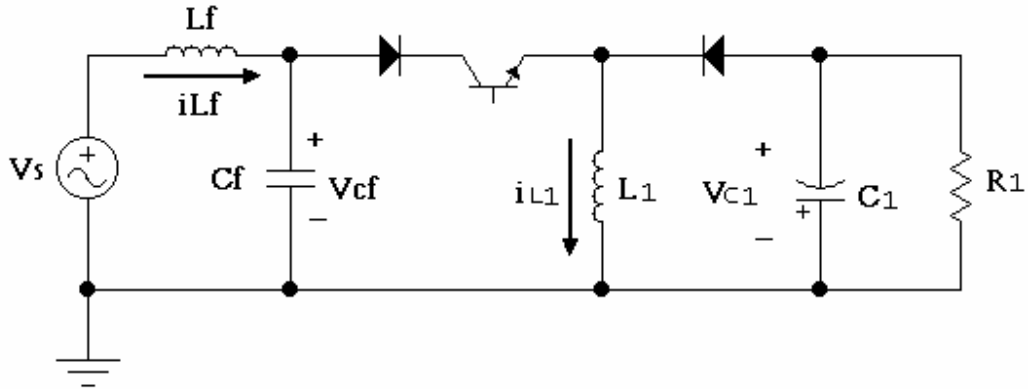 Lf
iLf
Vs
+
Cf
+
Vcf
−
iL1
L1
+
VC1
−
+
C1
R1